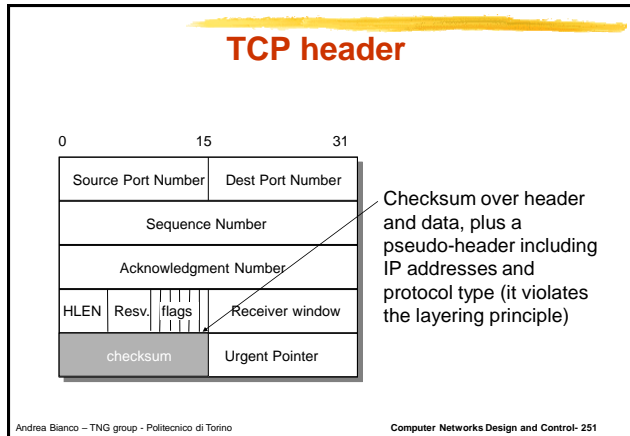 TCP header
0 15 31
Source Port Number Dest Port Number
Sequence Number
Acknowledgment Number
HLEN Resv. flags Receiver window
checksum Urgent Pointer
Checksum over header
and data, plus a
pseudo-header including
IP addresses and
protocol type (it violates
the layering principle)
Andrea Bianco – TNG group - Politecnico di Torino Computer Networks Design and Control- 251